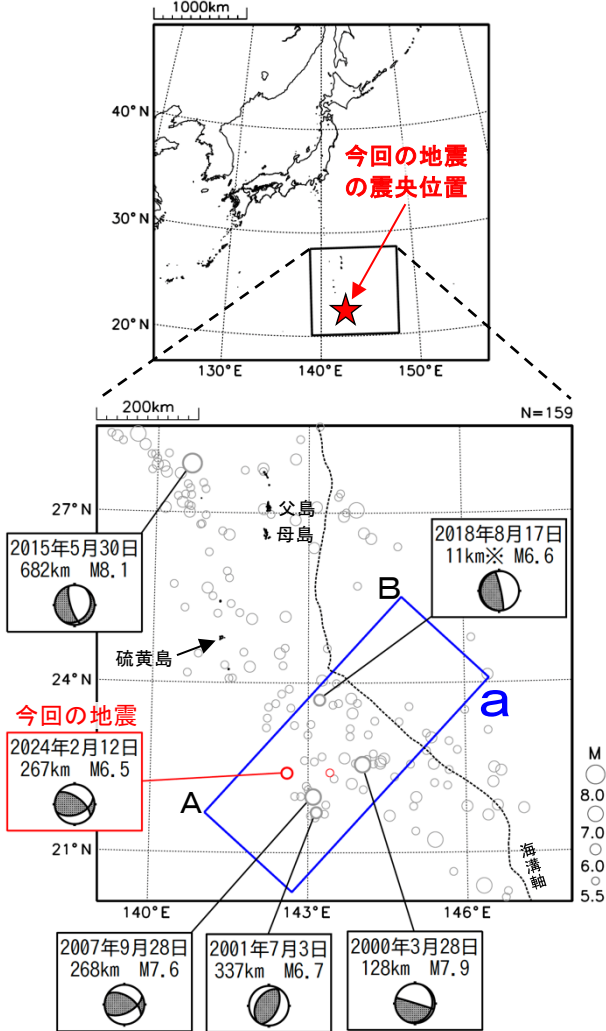 1000km
40°N
30°N
20°N
今回の地震
の震央位置
130°E
140°E
150°E
200km
N=159
27°N
父島
母島
2018年8月17日
11km※ M6.6
2015年5月30日
682km M8.1
B
硫黄島
24°N
a
今回の地震
2024年2月12日
267km M6.5
A
M
8.0
7.0
6.0
5.5
21°N
海溝軸
140°E
143°E
146°E
2007年9月28日
268km M7.6
2001年7月3日
337km M6.7
2000年3月28日
128km M7.9